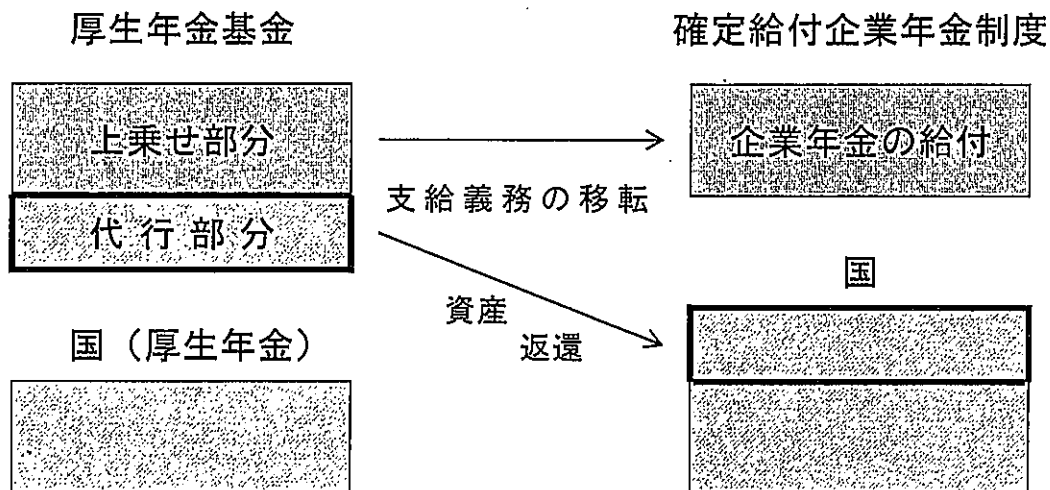 厚生年金基金
確定給付企業年金制度
上乗せ部分
企業年金の給付
支給義務の移転
代行部分
国
資産
返還
国（厚生年金）